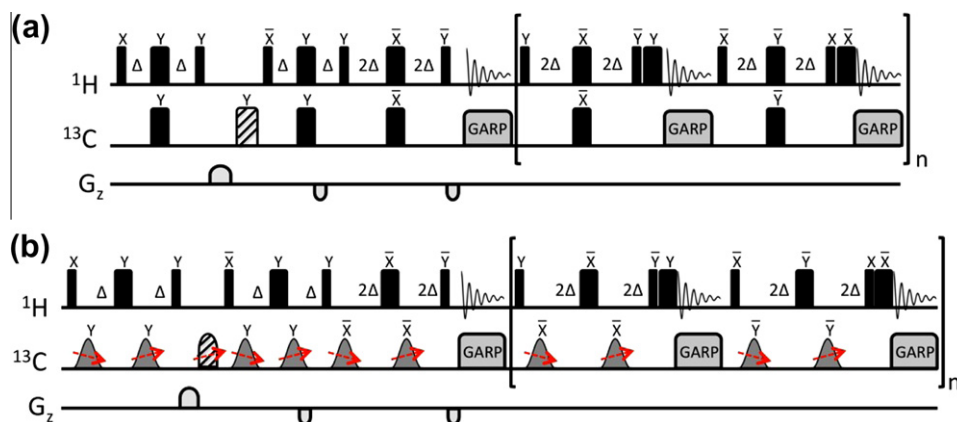 (a)
X Y Y X̄ Y Y X̄ Ȳ Y X̄ Ȳ Y X̄ Ȳ X X̄
Δ Δ Δ Δ 2Δ 2Δ 2Δ 2Δ 2Δ 2Δ
¹H
Y Y Y X̄ X̄ Ȳ
¹³C GARP GARP GARP
n
G_z
(b)
X Y Y X̄ Y Y X̄ Ȳ Y X̄ Ȳ Y X̄ Ȳ X X̄
Δ Δ Δ Δ 2Δ 2Δ 2Δ 2Δ 2Δ 2Δ
¹H
Y Y Y Y X̄ X̄ X̄ X̄ Ȳ Ȳ
¹³C GARP GARP GARP
n
G_z